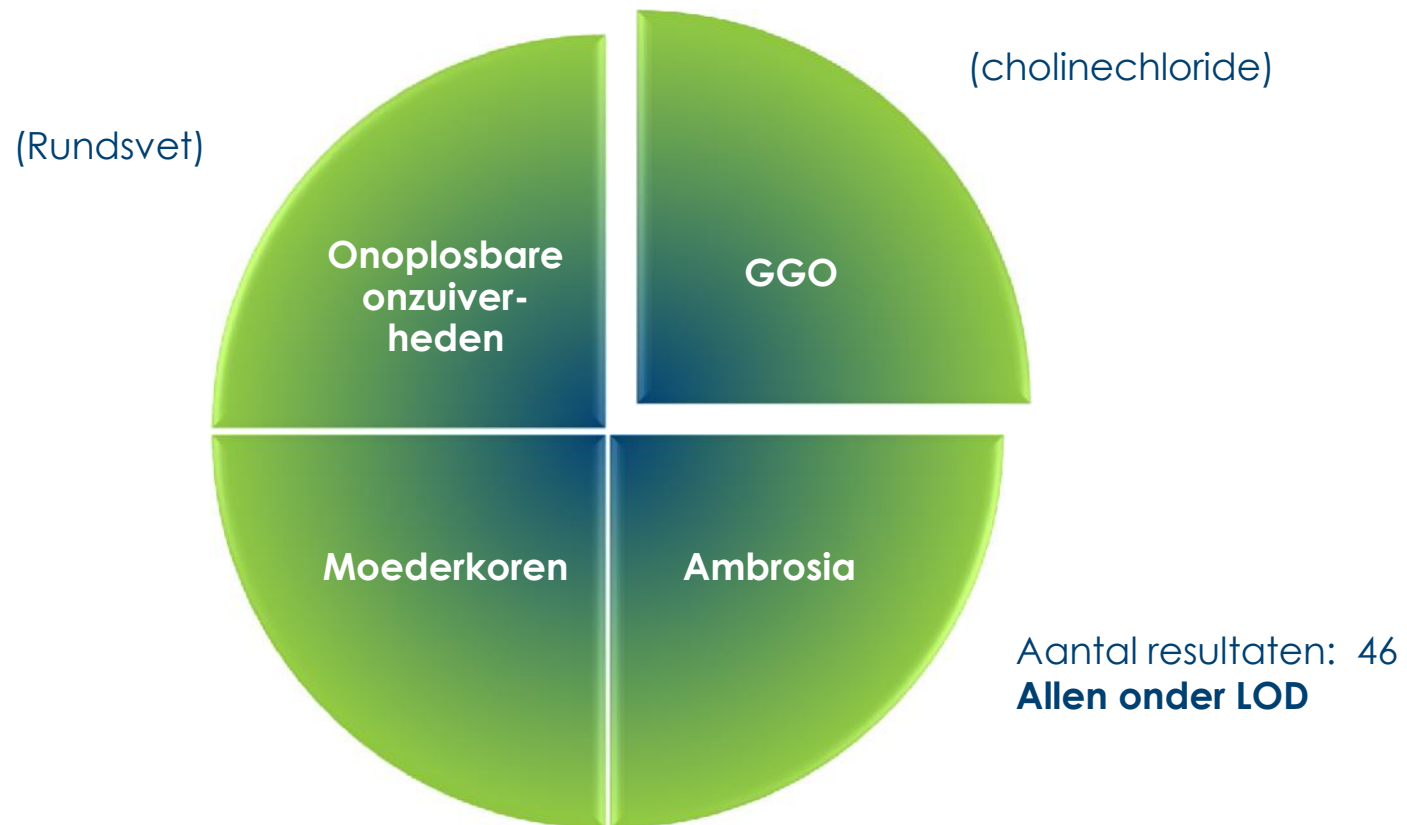 (cholinechloride)
(Rundsvet)
Onoplosbare
onzuiver-
heden
GGO
Moederkoren
Ambrosia
Aantal resultaten: 46
Allen onder LOD